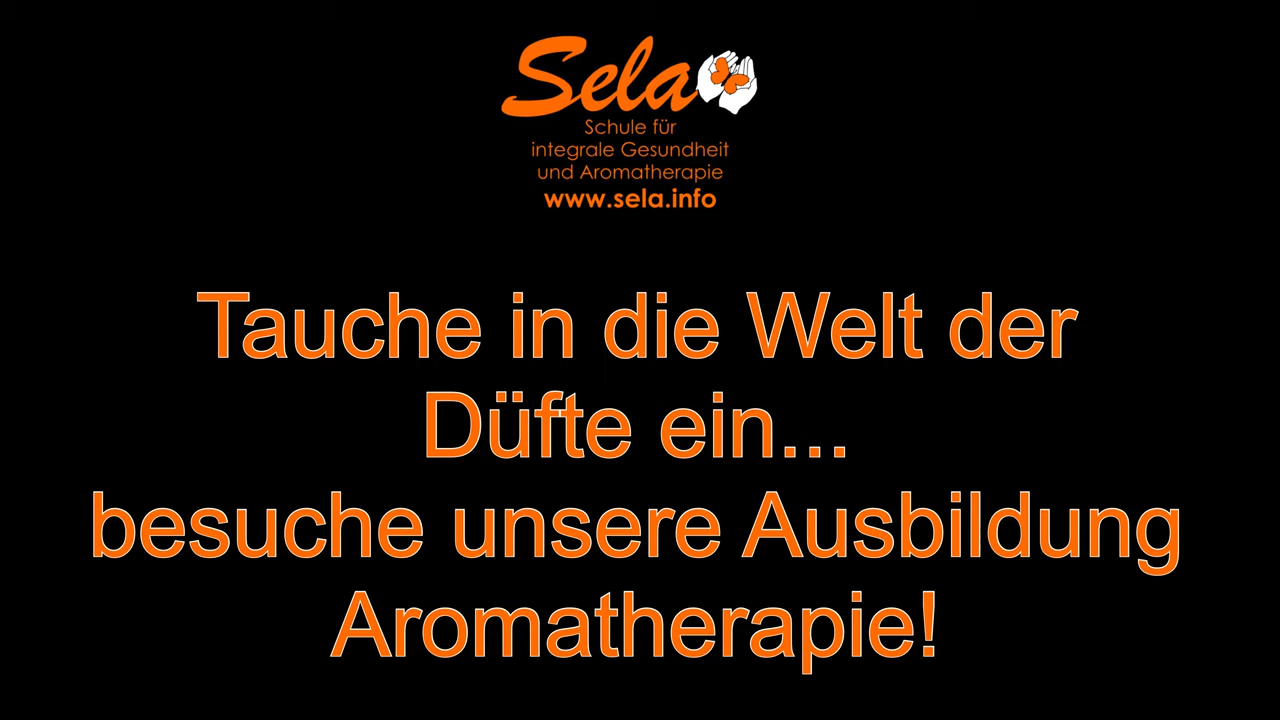 Sela
Schule für
integrale Gesundheit
und Aromatherapie
www.sela.info
Tauche in die Welt der
Düfte ein...
besuche unsere Ausbildung
Aromatherapie!